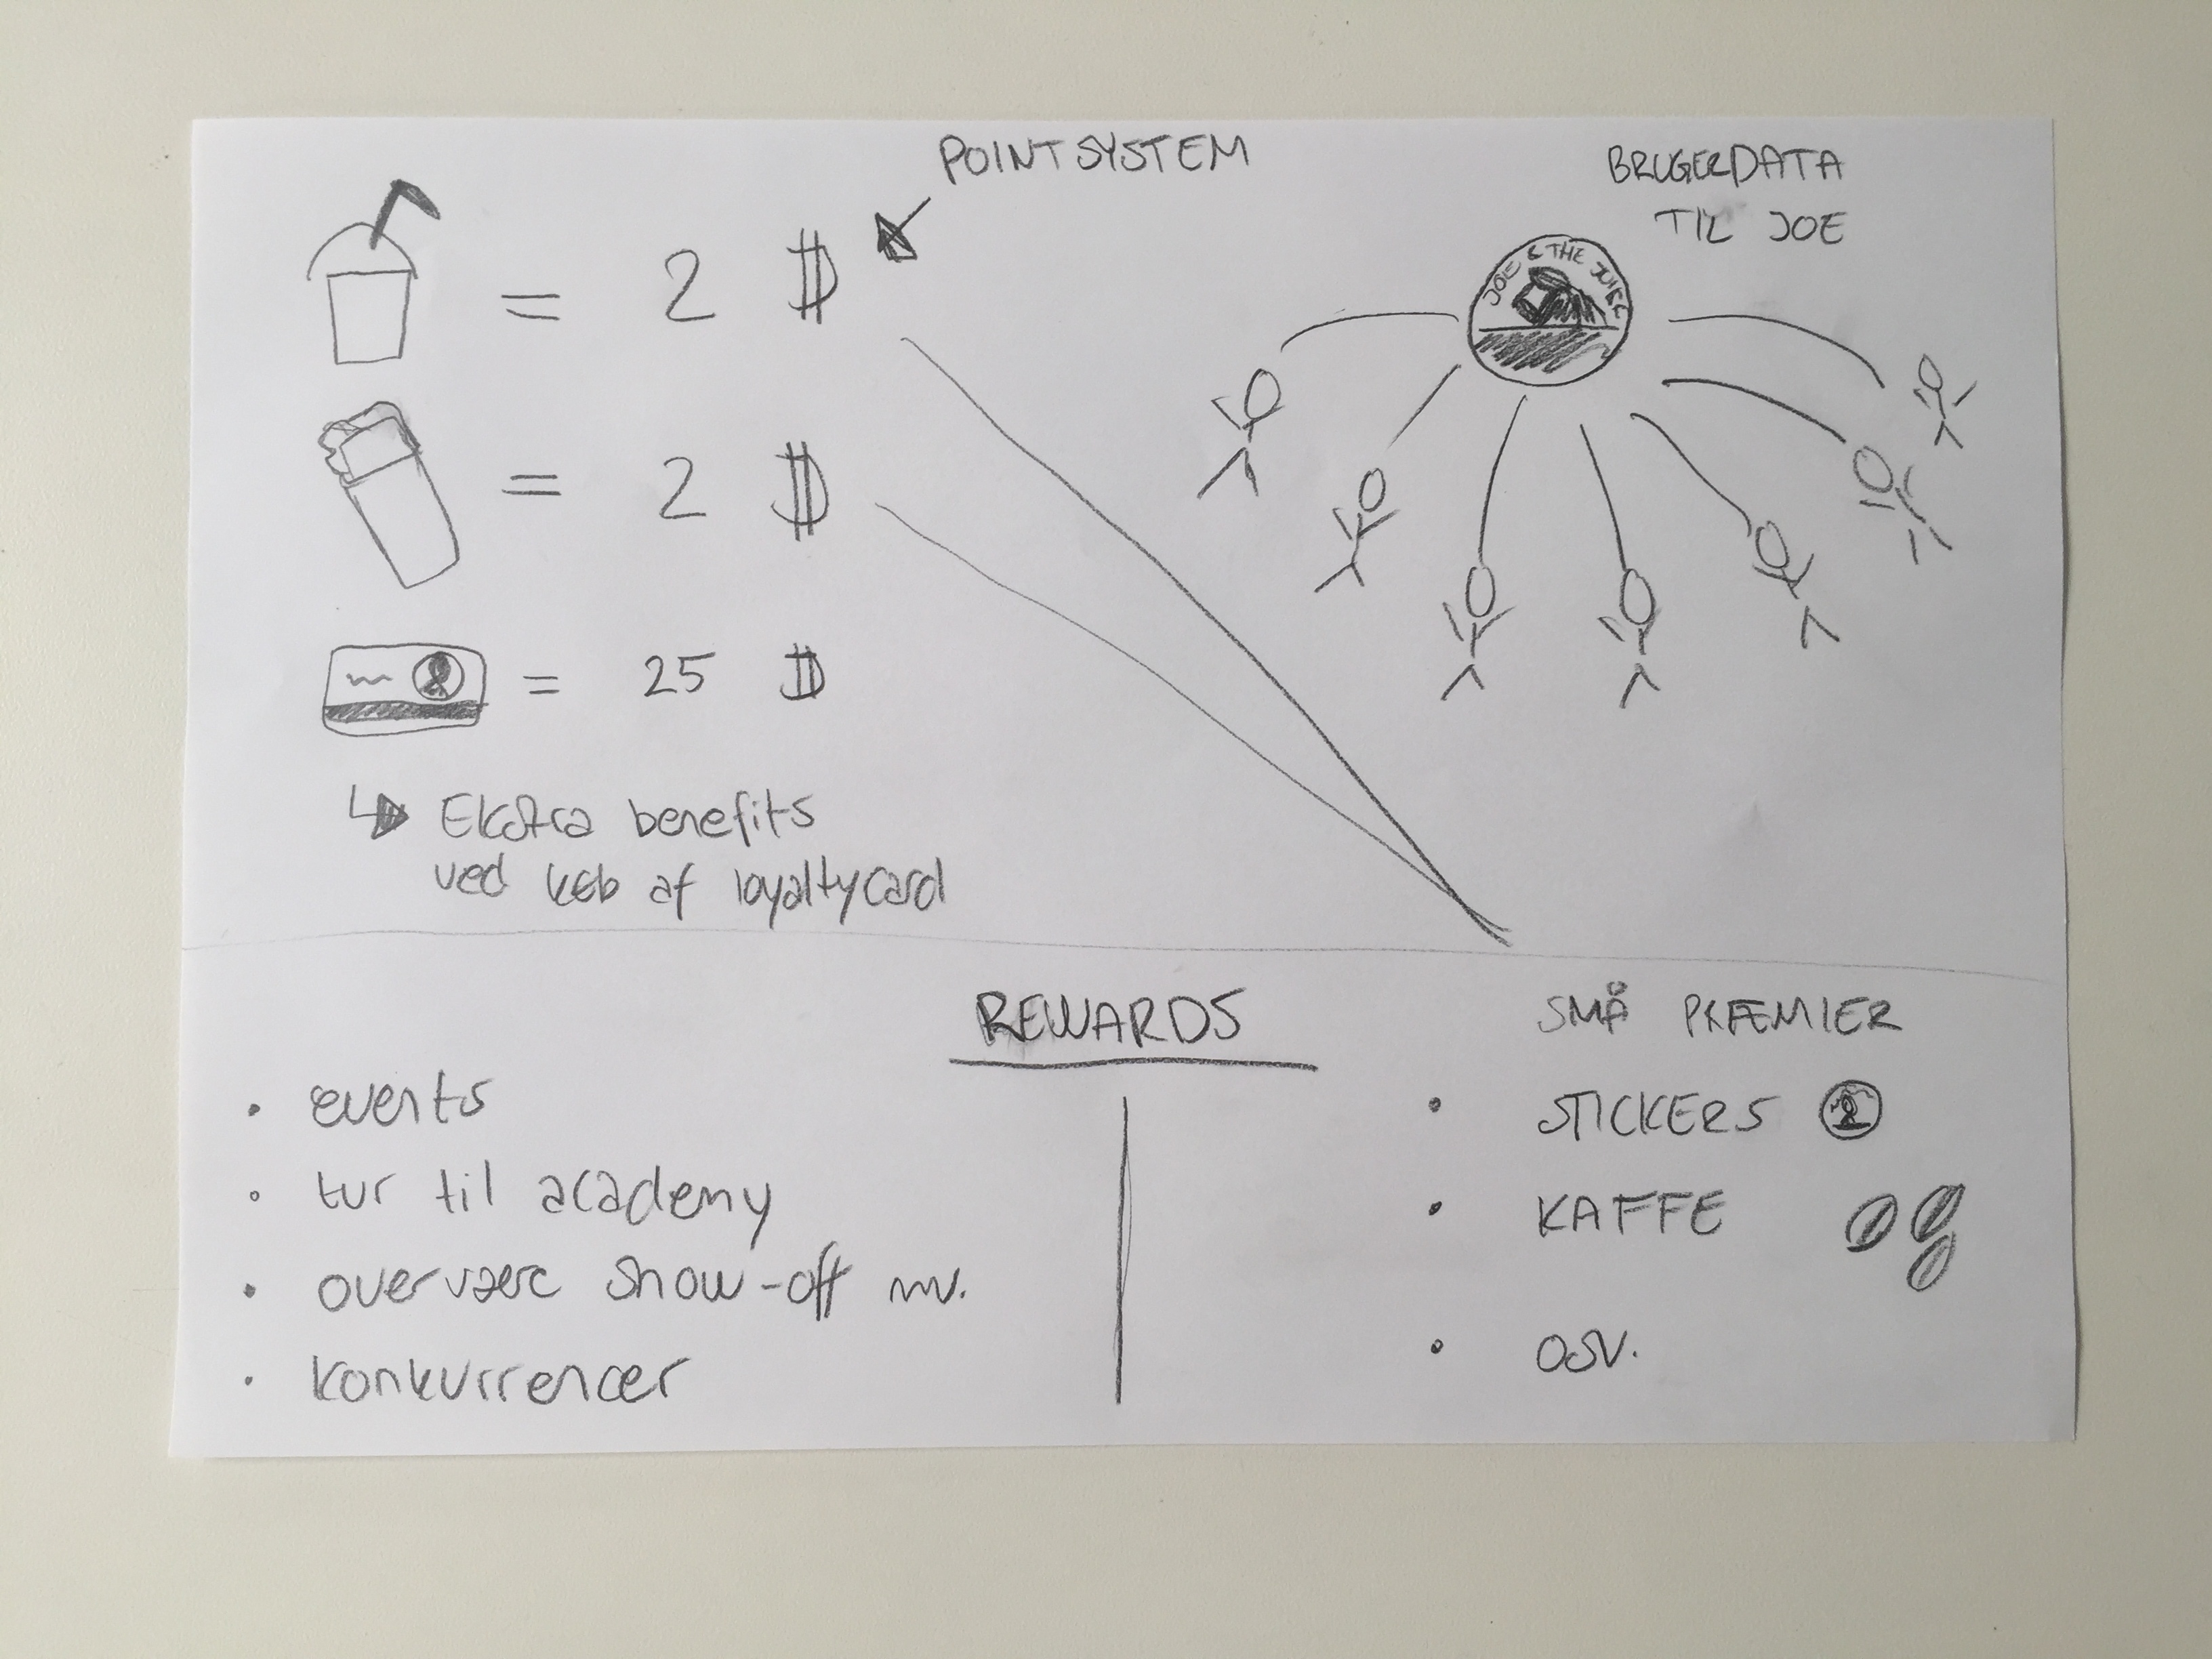 POINTSYSTEM
= 2 $
= 2 $
= 25 $
↳ Ekstra benefits
ved køb af loyaltycard
BRUGERDATA
TIL JOE
JOE & THE JUICE
REWARDS
• events
• tur til academy
• overvære show-off mv.
• konkurrencer
SMÅ PRÆMIER
• STICKERS
• KAFFE
• OSV.